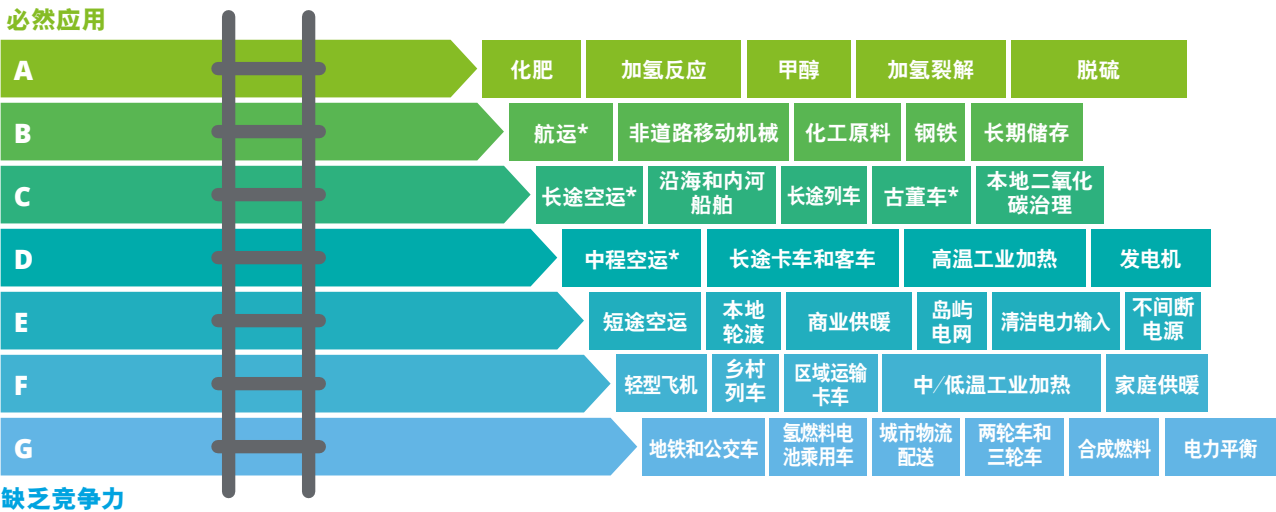 必然应用
A
化肥
加氢反应
甲醇
加氢裂解
脱硫
B
航运*
非道路移动机械
化工原料
钢铁
长期储存
C
长途空运*
沿海和内河
船舶
长途列车
古董车*
本地二氧化
碳治理
D
中程空运*
长途卡车和客车
高温工业加热
发电机
E
短途空运
本地
轮渡
商业供暖
岛屿
电网
清洁电力输入
不间断
电源
F
轻型飞机
乡村
列车
区域运输
卡车
中/低温工业加热
家庭供暖
G
地铁和公交车
氢燃料电
池乘用车
城市物流
配送
两轮车和
三轮车
合成燃料
电力平衡
缺乏竞争力